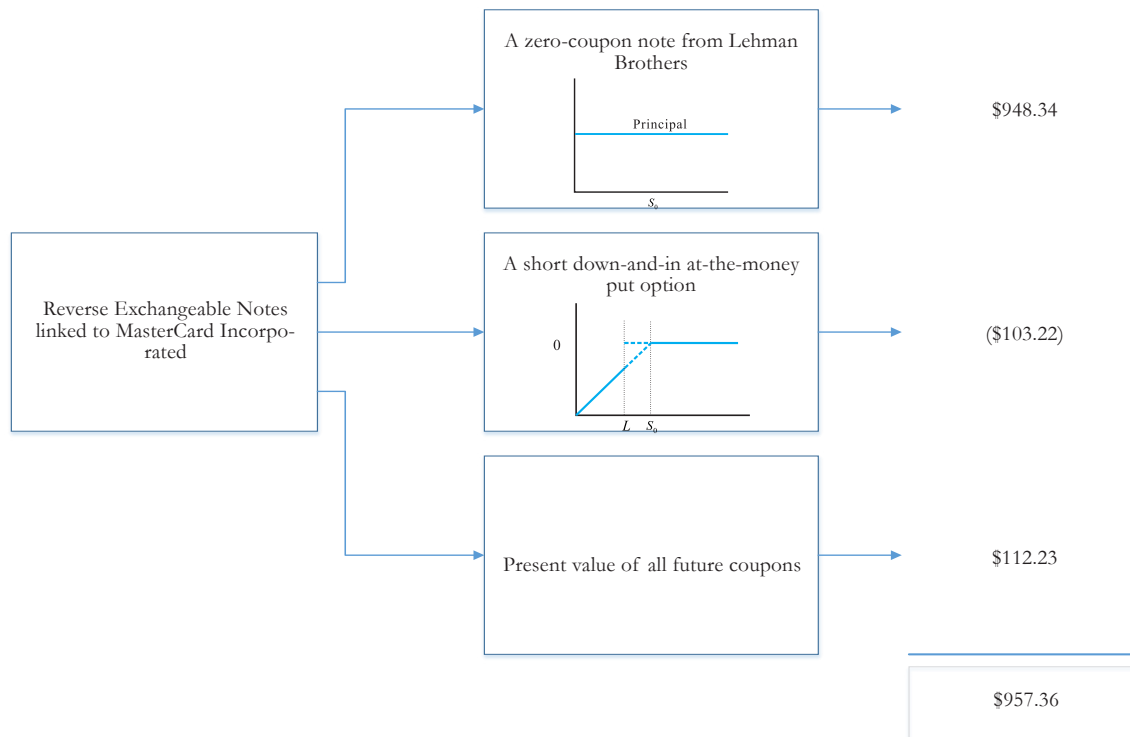 A zero-coupon note from Lehman
Brothers
Principal
S₀
$948.34
Reverse Exchangeable Notes
linked to MasterCard Incorpo-
rated
A short down-and-in at-the-money
put option
0
L S₀
($103.22)
Present value of all future coupons
$112.23
$957.36